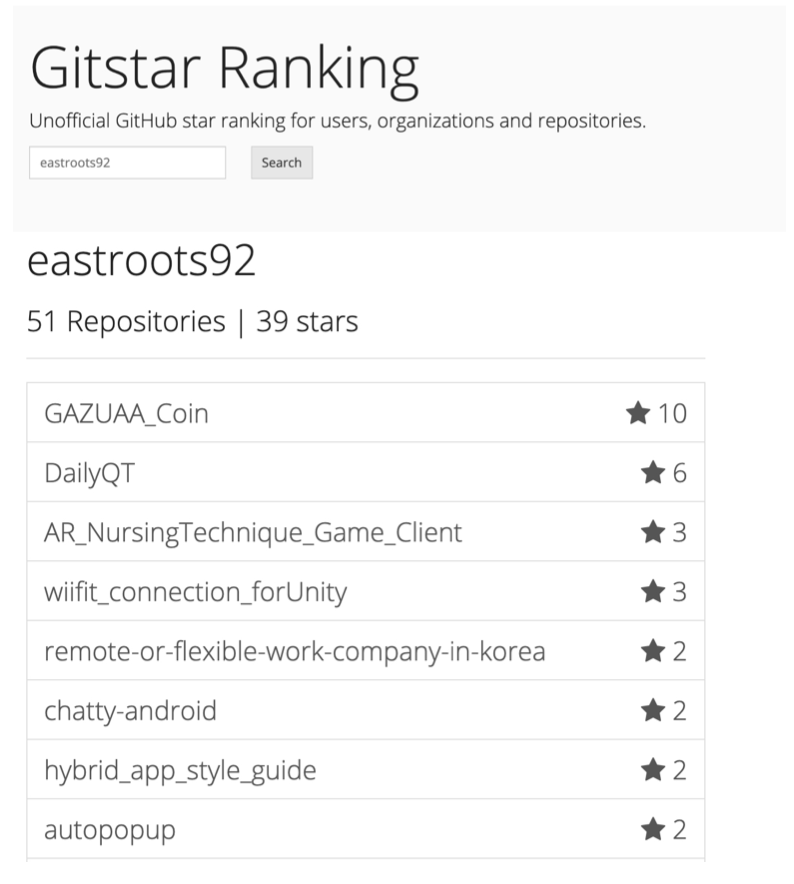 Gitstar Ranking
Unofficial GitHub star ranking for users, organizations and repositories.
eastroots92 Search
eastroots92
51 Repositories | 39 stars
GAZUAA_Coin ★ 10
DailyQT ★ 6
AR_NursingTechnique_Game_Client ★ 3
wiifit_connection_forUnity ★ 3
remote-or-flexible-work-company-in-korea ★ 2
chatty-android ★ 2
hybrid_app_style_guide ★ 2
autopopup ★ 2